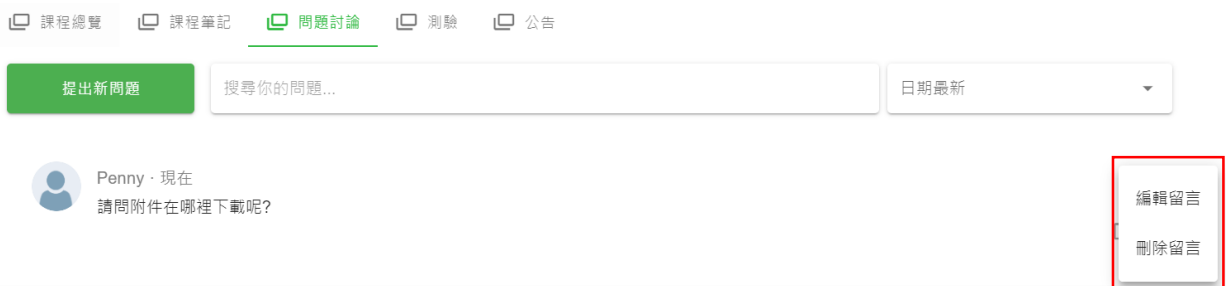 課程總覽 課程筆記 問題討論 測驗 公告
提出新問題 搜尋你的問題... 日期最新
Penny · 現在
請問附件在哪裡下載呢?
編輯留言
刪除留言